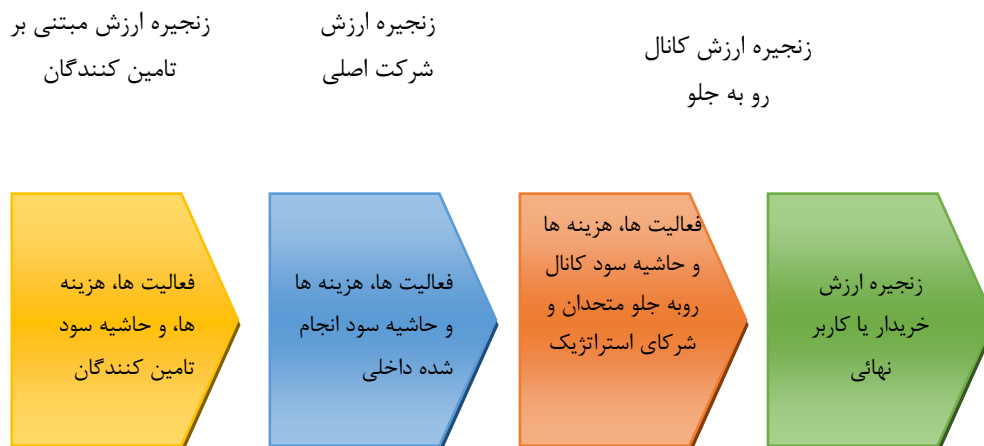 زنجیره ارزش مبتنی بر
تامین کنندگان
زنجیره ارزش
شرکت اصلی
زنجیره ارزش کانال
رو به جلو
فعالیت ها، هزینه
ها، و حاشیه سود
تامین کنندگان
فعالیت ها، هزینه ها
و حاشیه سود انجام
شده داخلی
فعالیت ها، هزینه ها
و حاشیه سود کانال
روبه جلو متحدان و
شرکای استراتژیک
زنجیره ارزش
خریدار یا کاربر
نهائی